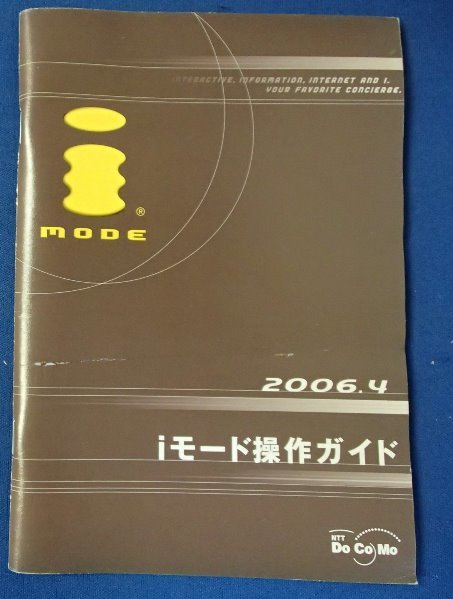 INTERACTIVE, INFORMATION, INTERNET AND I.
YOUR FAVORITE CONCIERGE.
i
®
MODE
2006.4
iモード操作ガイド
NTT
DoCoMo